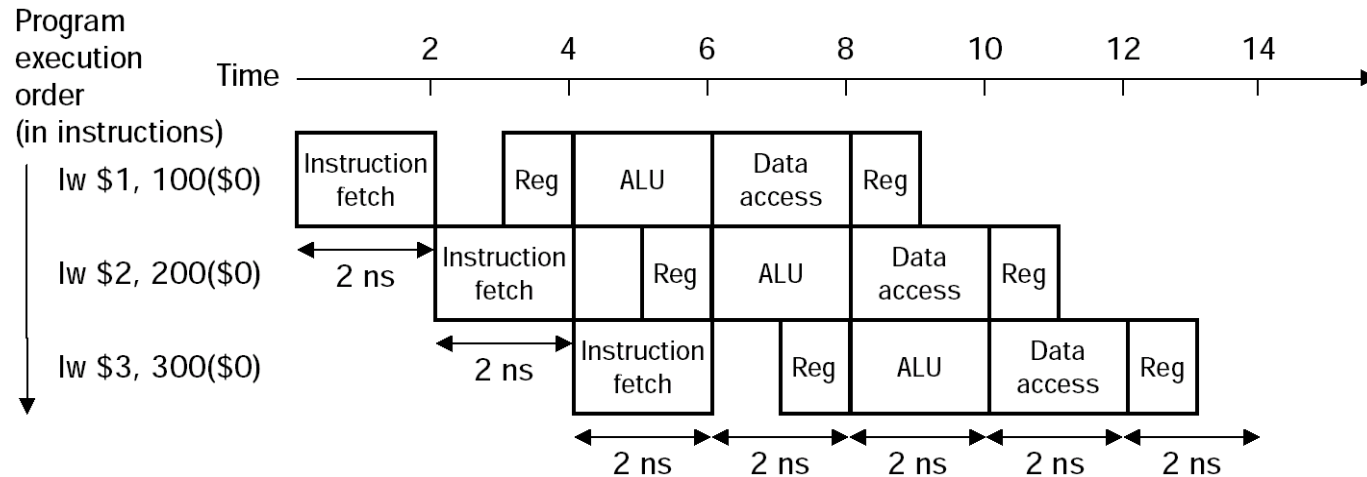 Program
execution
order
(in instructions)
Time
2 4 6 8 10 12 14
lw $1, 100($0)
Instruction
fetch
Reg
ALU
Data
access
Reg
2 ns
lw $2, 200($0)
Instruction
fetch
Reg
ALU
Data
access
Reg
2 ns
lw $3, 300($0)
Instruction
fetch
Reg
ALU
Data
access
Reg
2 ns 2 ns 2 ns 2 ns 2 ns